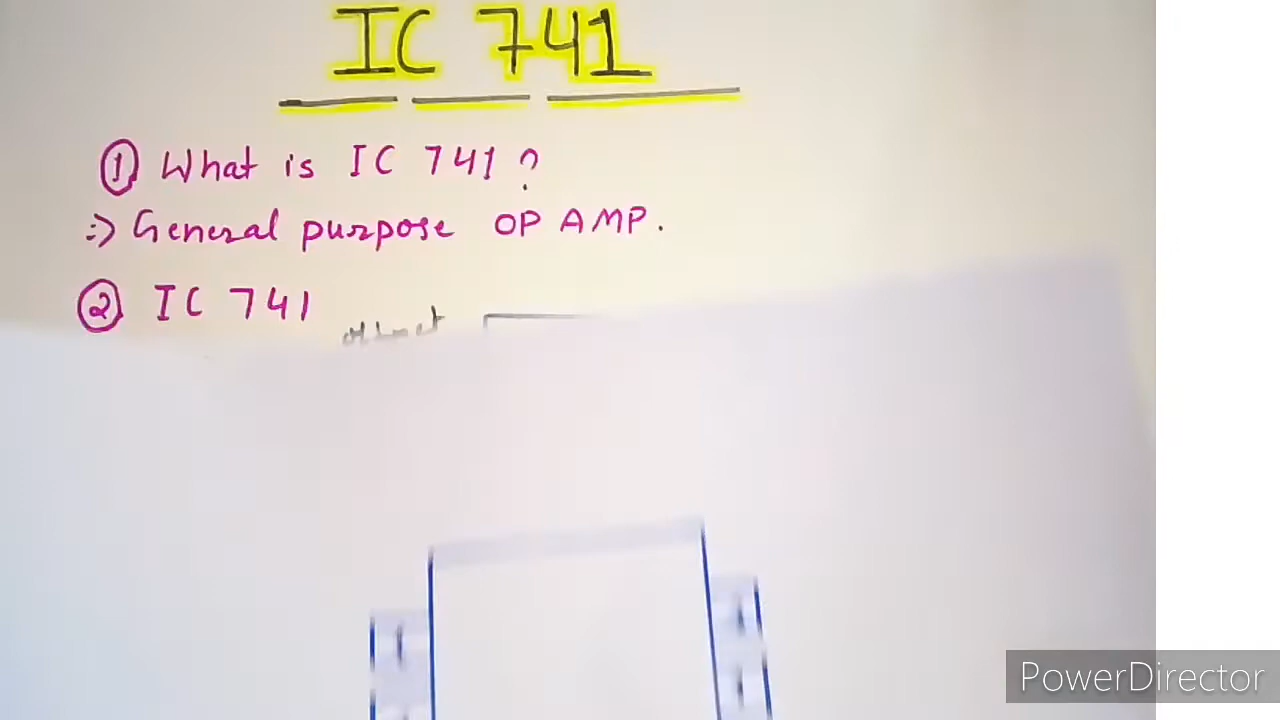 IC 741
① What is IC 741?
⇒ General purpose OP AMP.
② IC 741
PowerDirector